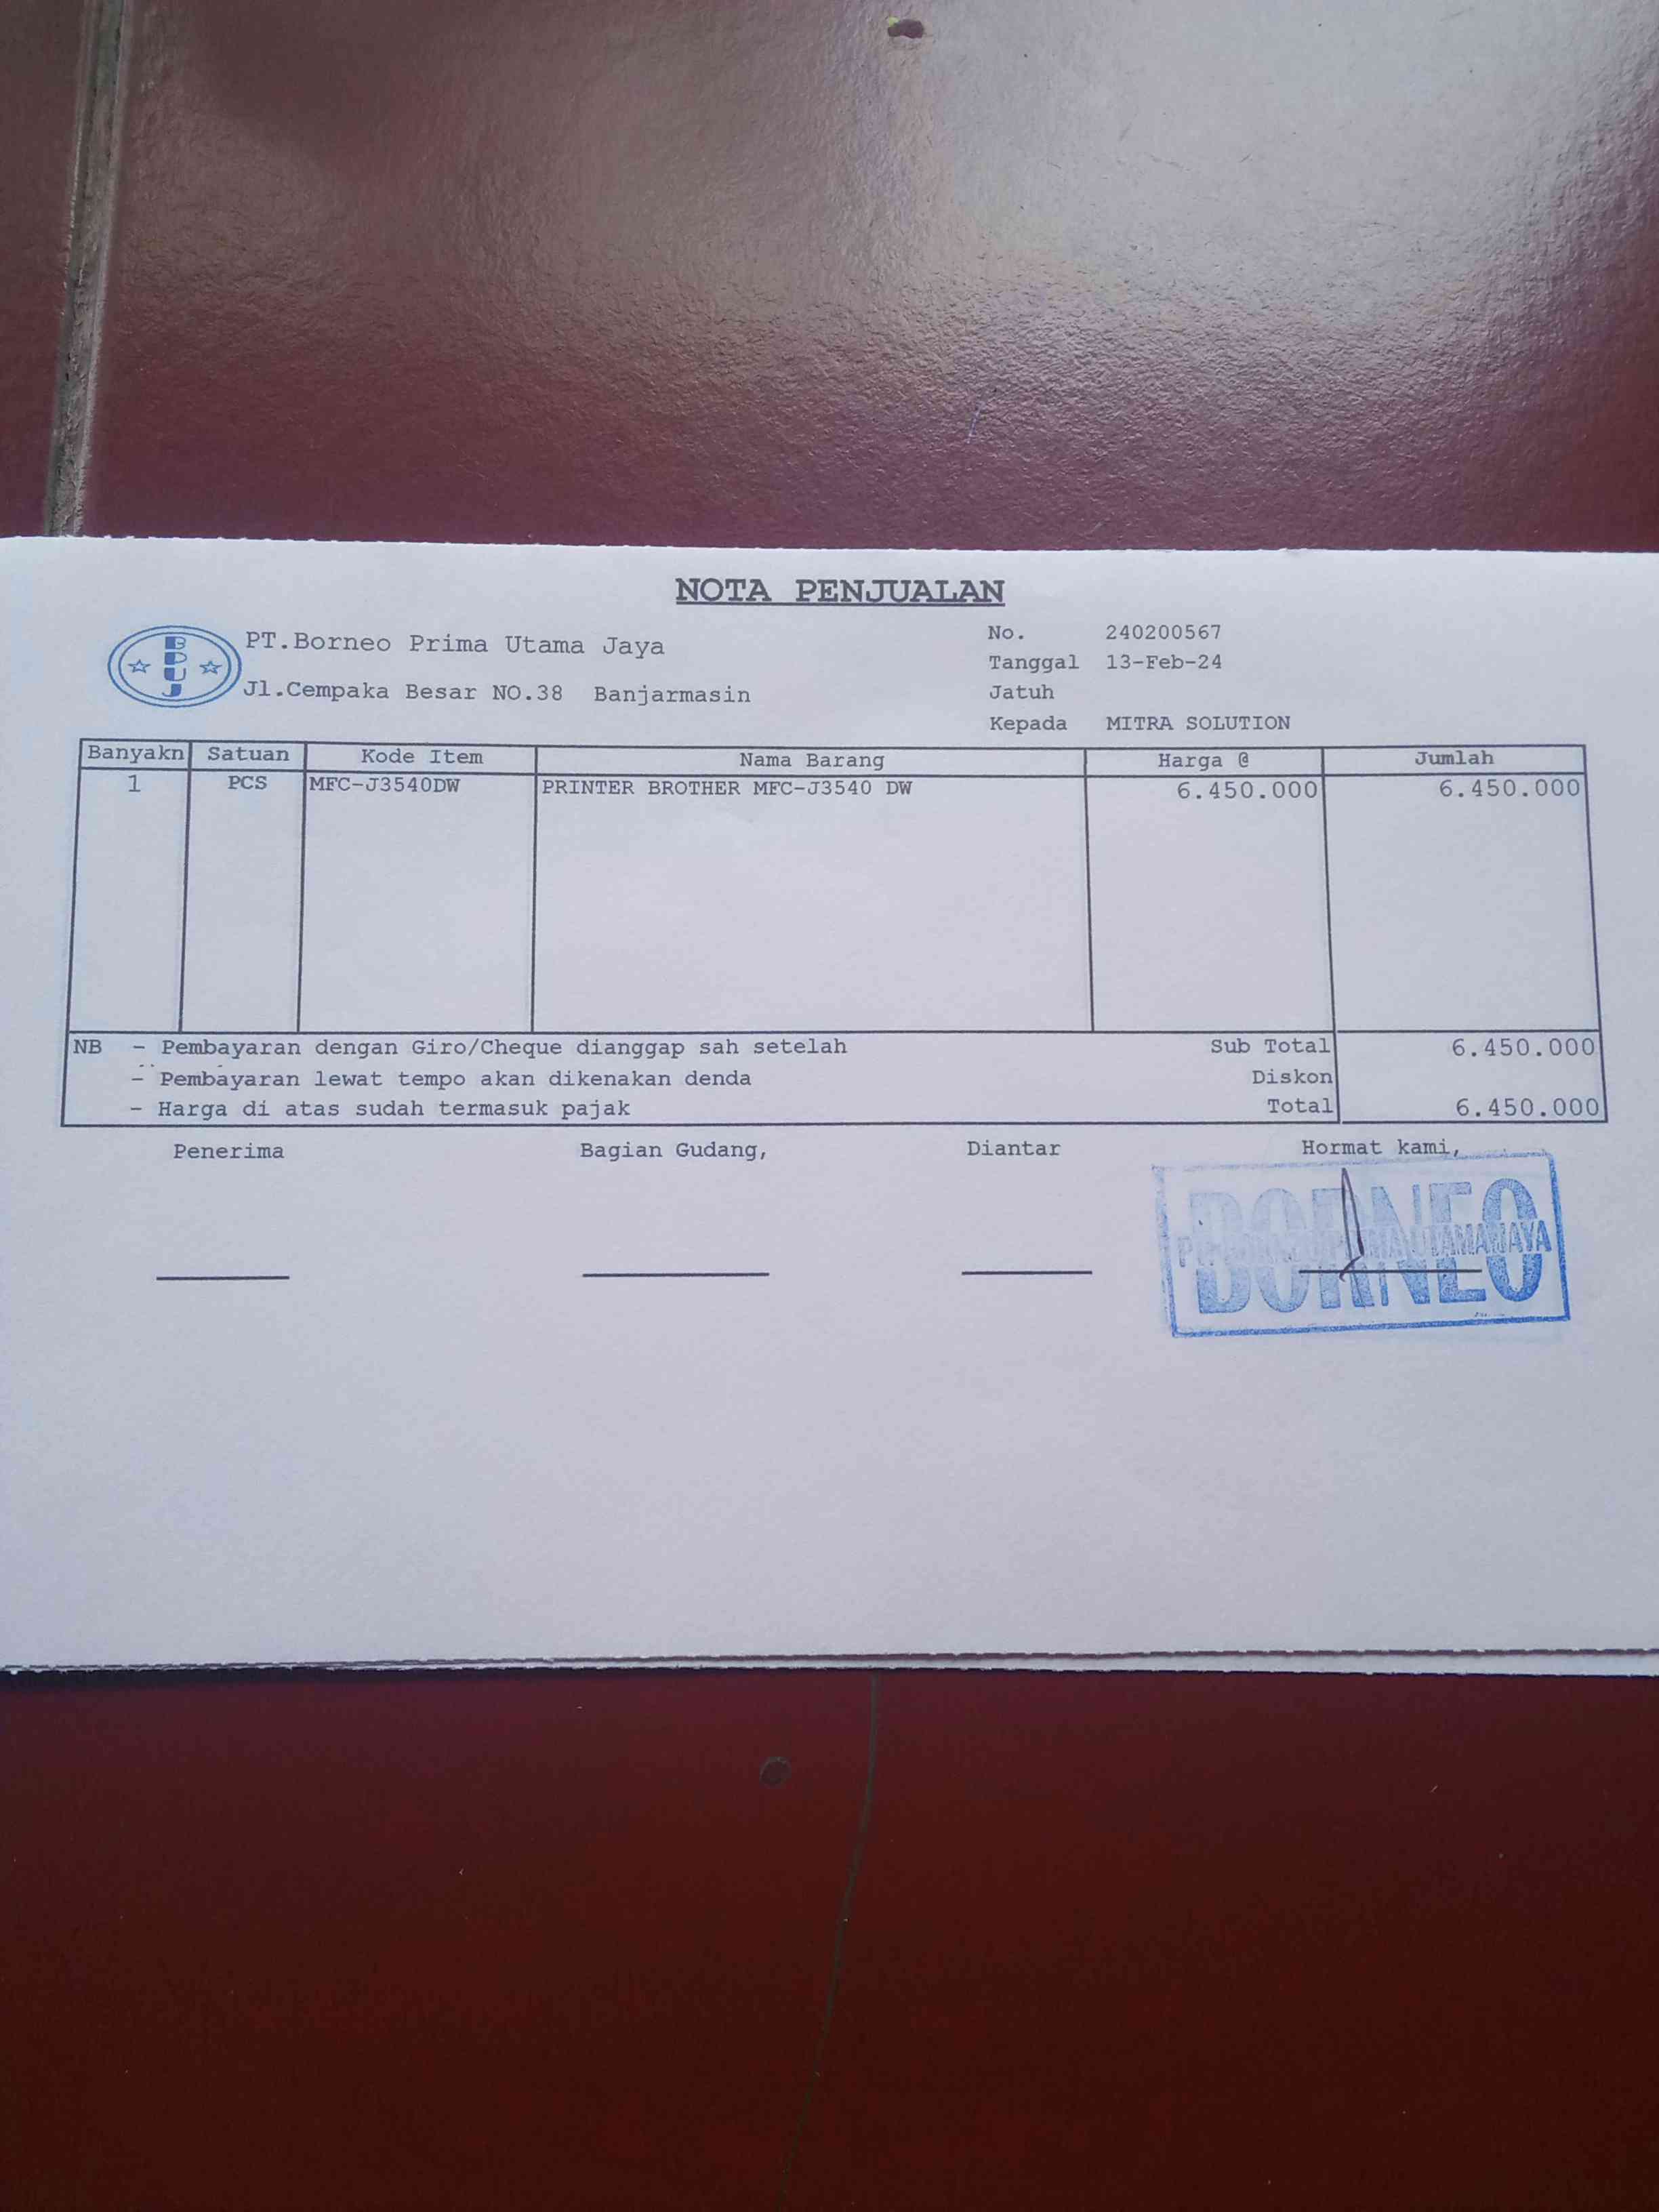 NOTA PENJUALAN
BPUJ
PT.Borneo Prima Utama Jaya
Jl.Cempaka Besar NO.38 Banjarmasin
No. 240200567
Tanggal 13-Feb-24
Jatuh
Kepada MITRA SOLUTION
Banyakn Satuan Kode Item Nama Barang Harga @ Jumlah
1 PCS MFC-J3540DW PRINTER BROTHER MFC-J3540 DW 6.450.000 6.450.000
NB - Pembayaran dengan Giro/Cheque dianggap sah setelah Sub Total 6.450.000
- Pembayaran lewat tempo akan dikenakan denda Diskon
- Harga di atas sudah termasuk pajak Total 6.450.000
Penerima Bagian Gudang, Diantar Hormat kami,
BORNEO
UTAMA JAYA